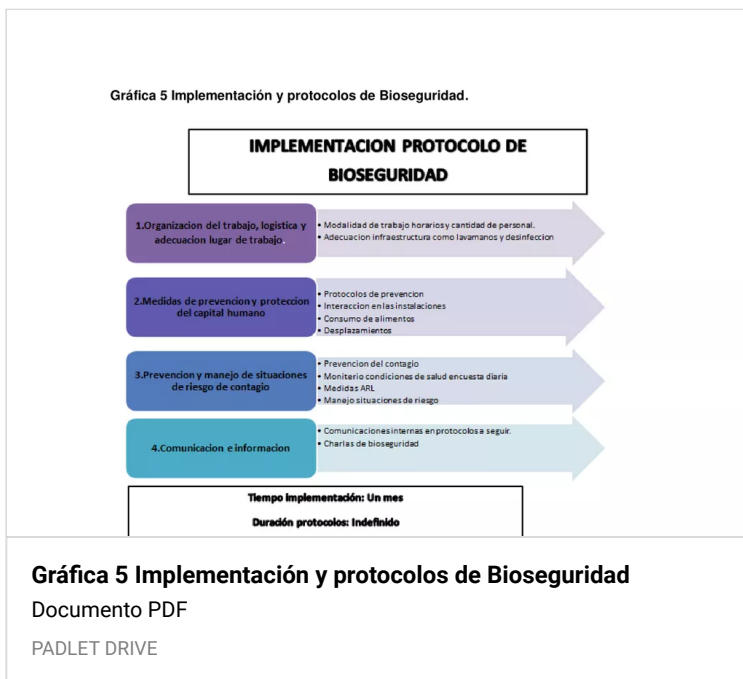 Gráfica 5 Implementación y protocolos de Bioseguridad.
IMPLEMENTACION PROTOCOLO DE
BIOSEGURIDAD
1.Organizacion del trabajo, logistica y
adecuacion lugar de trabajo.
• Modalidad de trabajo horarios y cantidad de personal.
• Adecuacion infraestructura como lavamanos y desinfeccion
2.Medidas de prevencion y proteccion
del capital humano
• Protocolos de prevencion
• Interaccion en las instalaciones
• Consumo de alimentos
• Desplazamientos
3.Prevencion y manejo de situaciones
de riesgo de contagio
• Prevencion del contagio
• Moniterio condiciones de salud encuesta diaria
• Medidas ARL
• Manejo situaciones de riesgo
4.Comunicacion e informacion
• Comunicaciones internas en protocolos a seguir.
• Charlas de bioseguridad
Tiempo implementación: Un mes
Duración protocolos: Indefinido
Gráfica 5 Implementación y protocolos de Bioseguridad
Documento PDF
PADLET DRIVE